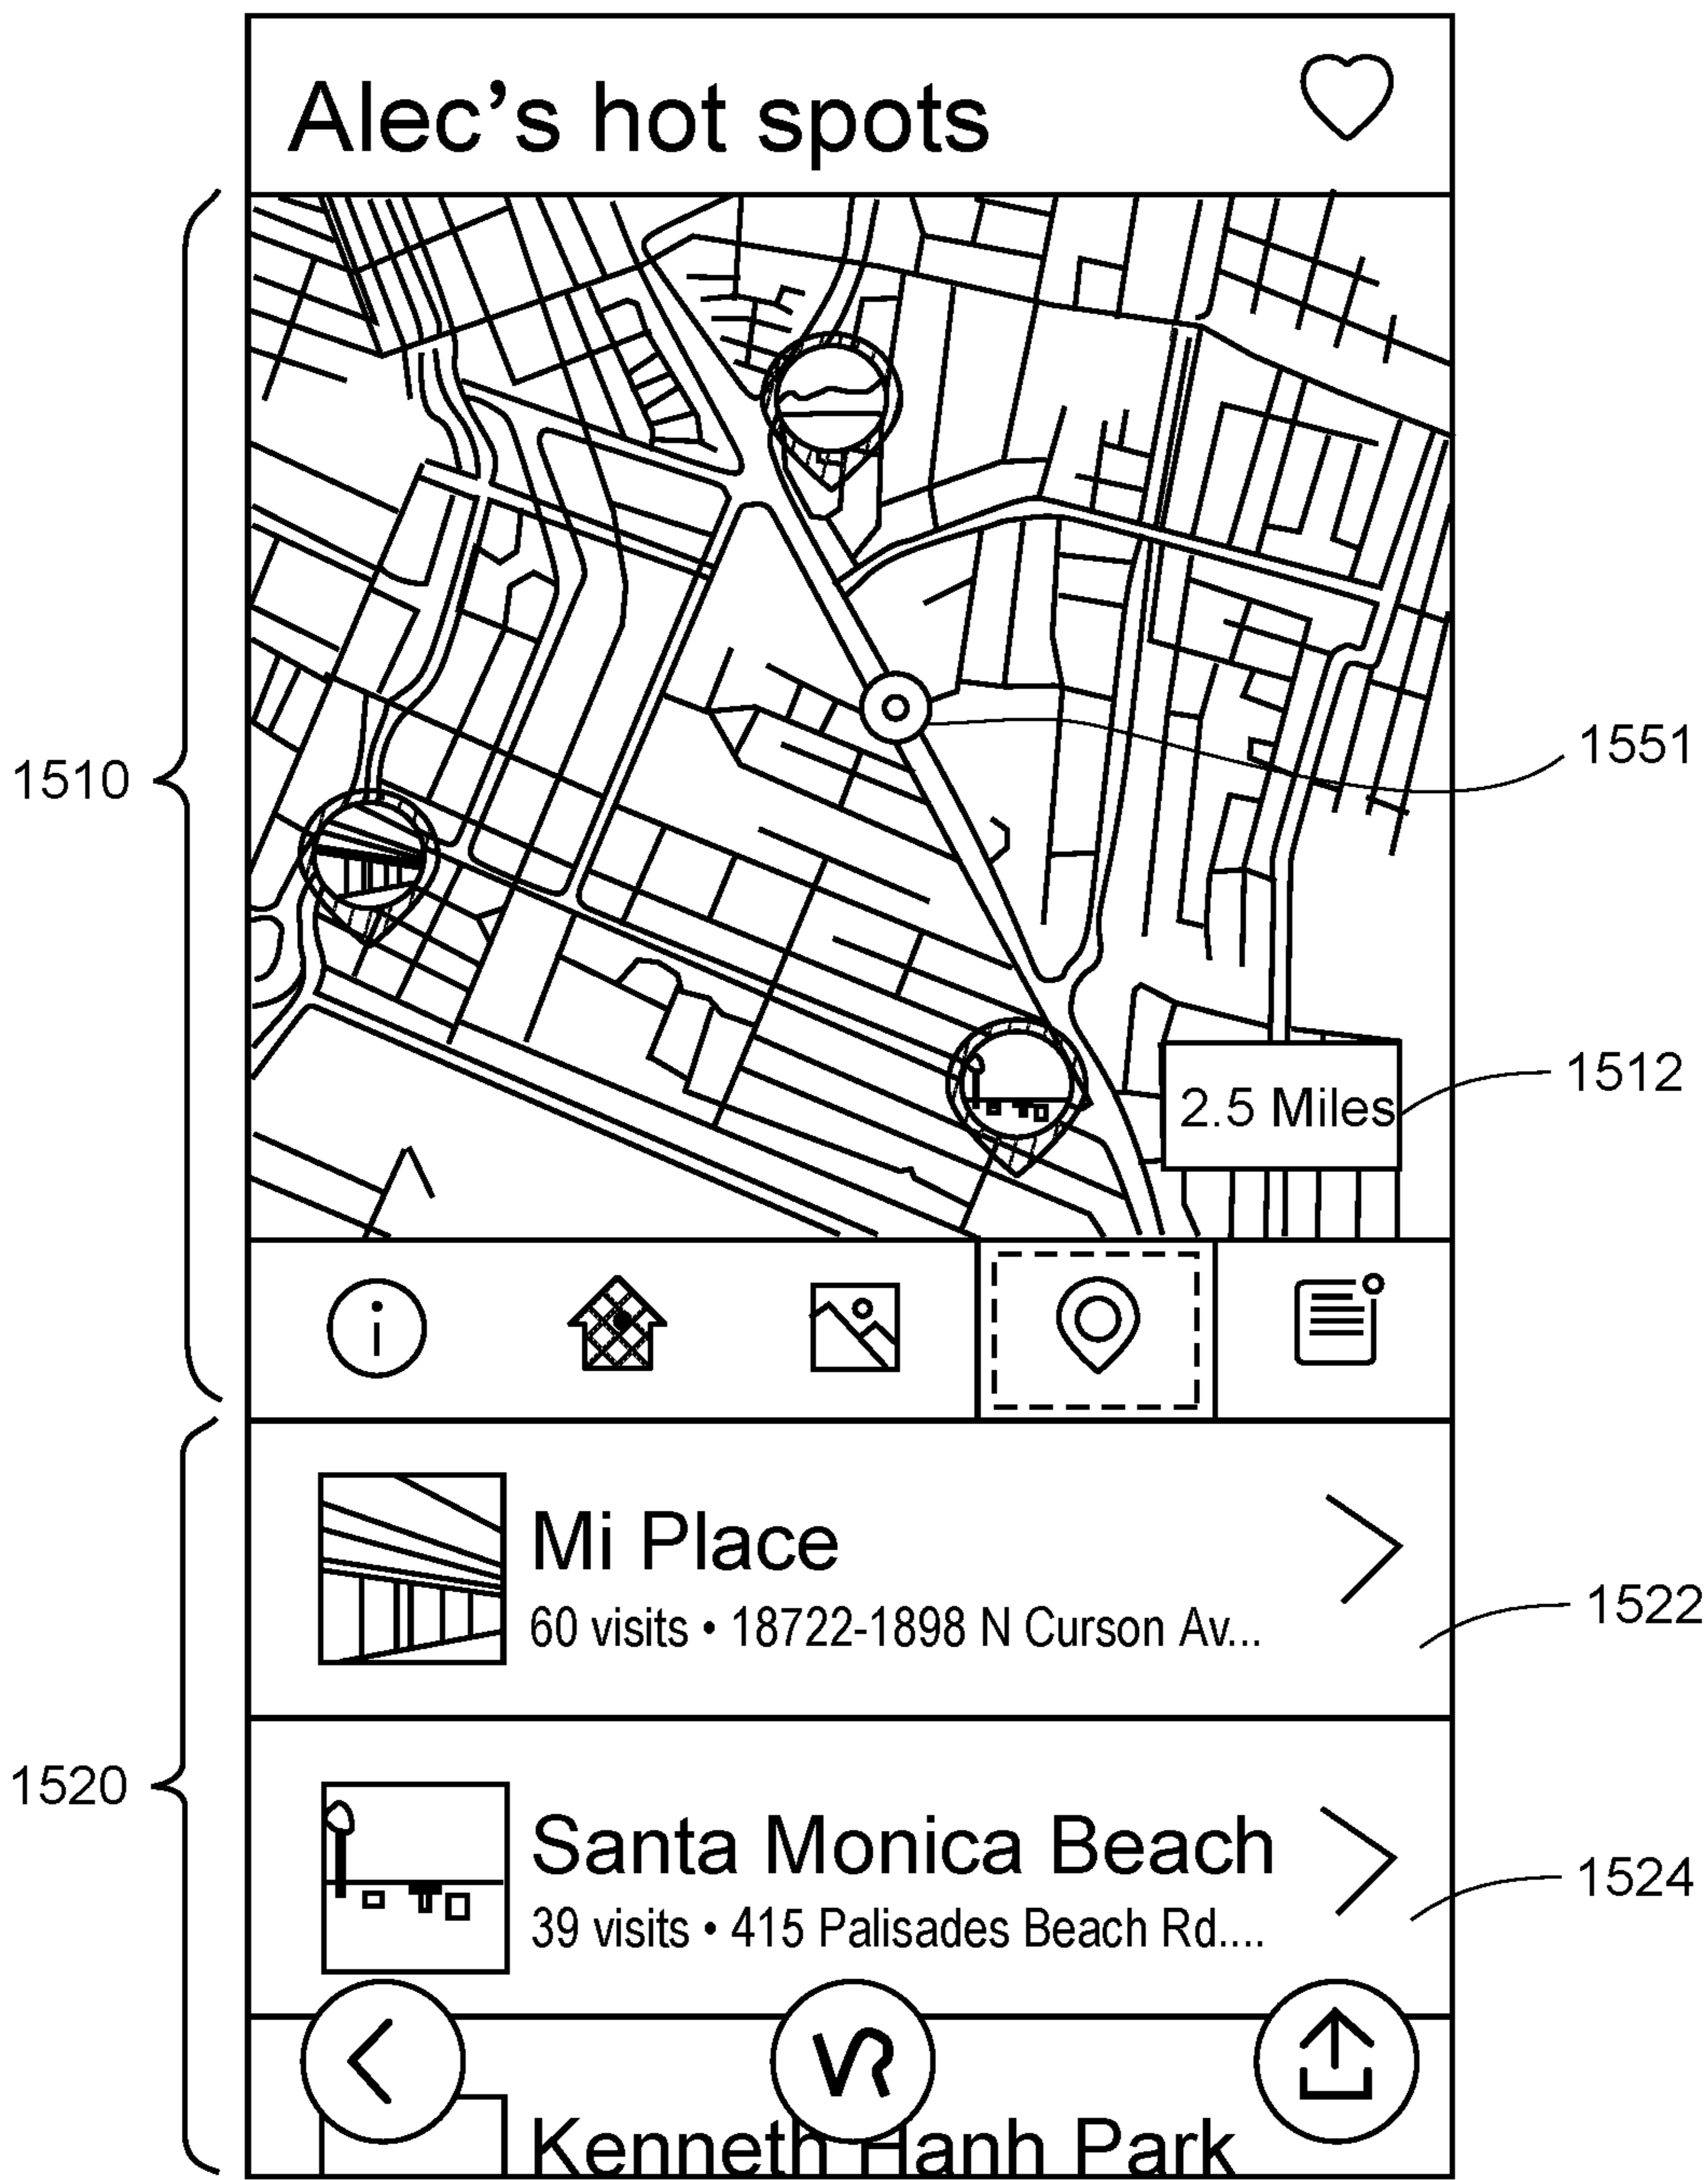 Alec’s hot spots
1510
1551
1512
2.5 Miles
i
Mi Place
60 visits • 18722-1898 N Curson Av...
1522
1520
Santa Monica Beach
39 visits • 415 Palisades Beach Rd....
1524
VR
Kenneth Hanh Park